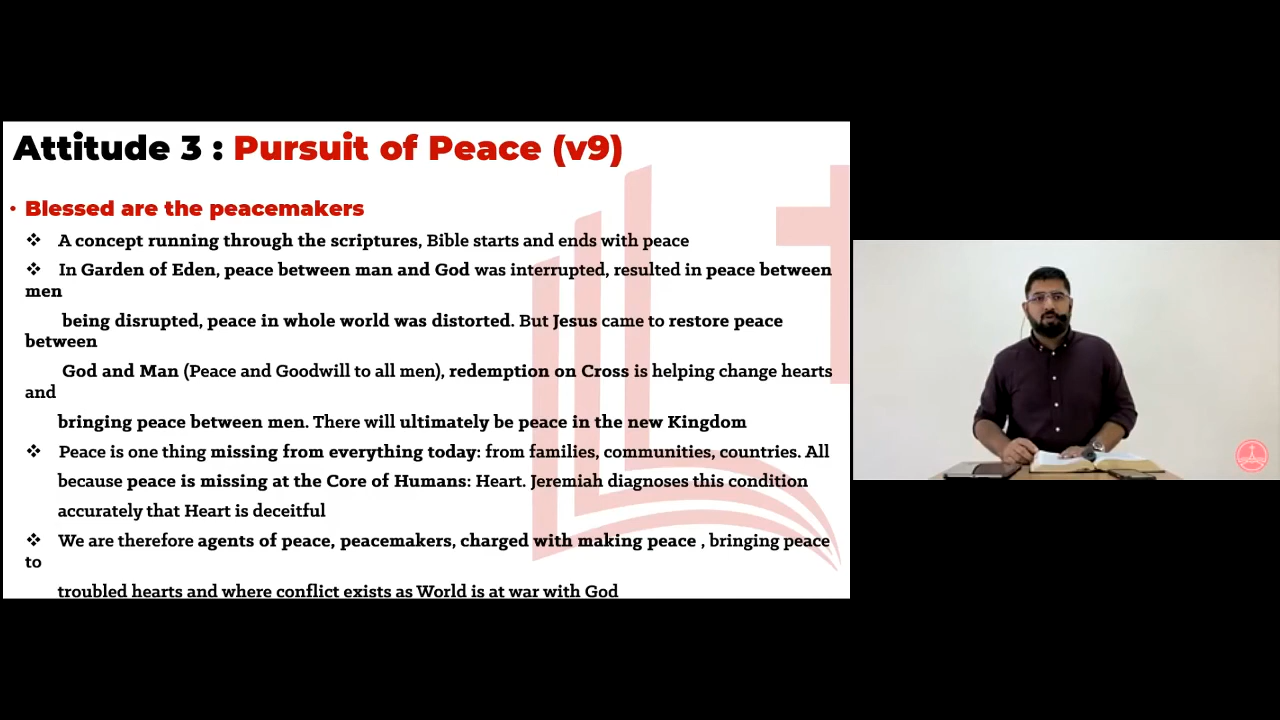 Attitude 3 : Pursuit of Peace (v9)
• Blessed are the peacemakers
❖ A concept running through the scriptures, Bible starts and ends with peace
❖ In Garden of Eden, peace between man and God was interrupted, resulted in peace between
men
being disrupted, peace in whole world was distorted. But Jesus came to restore peace
between
God and Man (Peace and Goodwill to all men), redemption on Cross is helping change hearts
and
bringing peace between men. There will ultimately be peace in the new Kingdom
❖ Peace is one thing missing from everything today: from families, communities, countries. All
because peace is missing at the Core of Humans: Heart. Jeremiah diagnoses this condition
accurately that Heart is deceitful
❖ We are therefore agents of peace, peacemakers, charged with making peace , bringing peace
to
troubled hearts and where conflict exists as World is at war with God